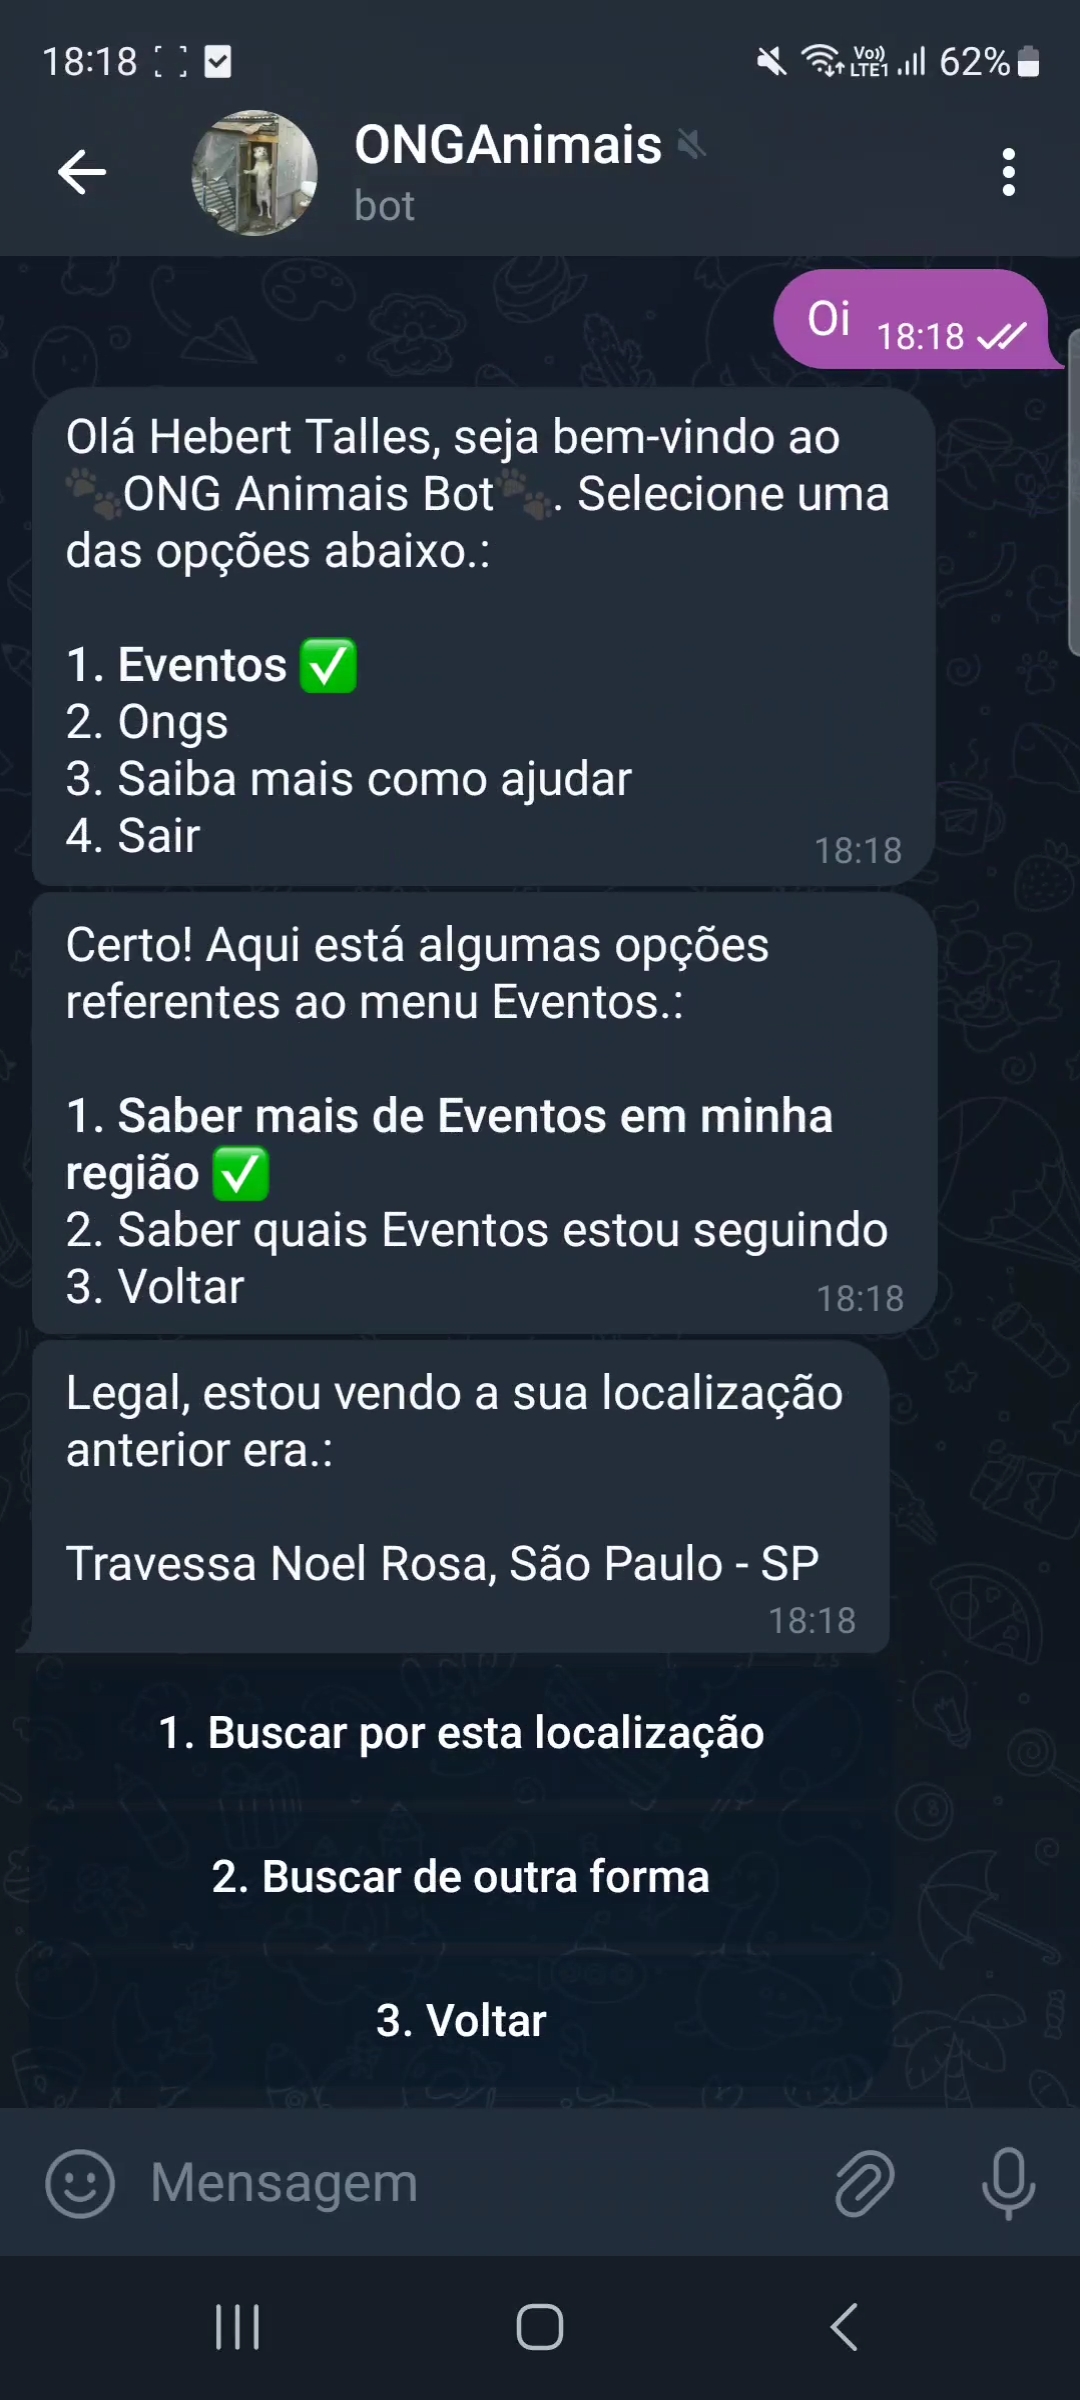 18:18
Vo))
LTE1
62%
ONGAnimais
bot
Oi
18:18
Olá Hebert Talles, seja bem-vindo ao
🐾ONG Animais Bot🐾. Selecione uma
das opções abaixo.:
1. Eventos ✅
2. Ongs
3. Saiba mais como ajudar
4. Sair
18:18
Certo! Aqui está algumas opções
referentes ao menu Eventos.:
1. Saber mais de Eventos em minha
região ✅
2. Saber quais Eventos estou seguindo
3. Voltar
18:18
Legal, estou vendo a sua localização
anterior era.:
Travessa Noel Rosa, São Paulo - SP
18:18
1. Buscar por esta localização
2. Buscar de outra forma
3. Voltar
Mensagem